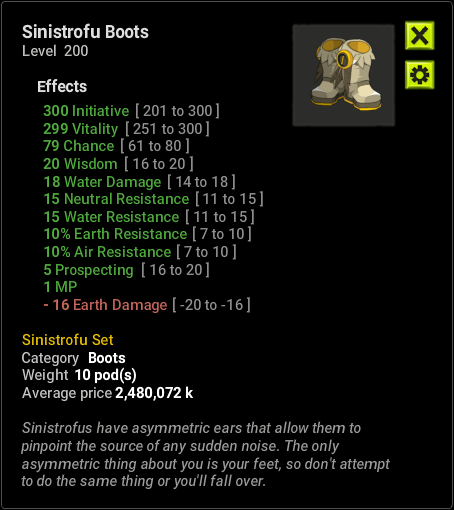 Sinistrofu Boots
Level 200
Effects
300 Initiative [ 201 to 300 ]
299 Vitality [ 251 to 300 ]
79 Chance [ 61 to 80 ]
20 Wisdom [ 16 to 20 ]
18 Water Damage [ 14 to 18 ]
15 Neutral Resistance [ 11 to 15 ]
15 Water Resistance [ 11 to 15 ]
10% Earth Resistance [ 7 to 10 ]
10% Air Resistance [ 7 to 10 ]
5 Prospecting [ 16 to 20 ]
1 MP
- 16 Earth Damage [ -20 to -16 ]
Sinistrofu Set
Category Boots
Weight 10 pod(s)
Average price 2,480,072 k
Sinistrofus have asymmetric ears that allow them to
pinpoint the source of any sudden noise. The only
asymmetric thing about you is your feet, so don't attempt
to do the same thing or you'll fall over.